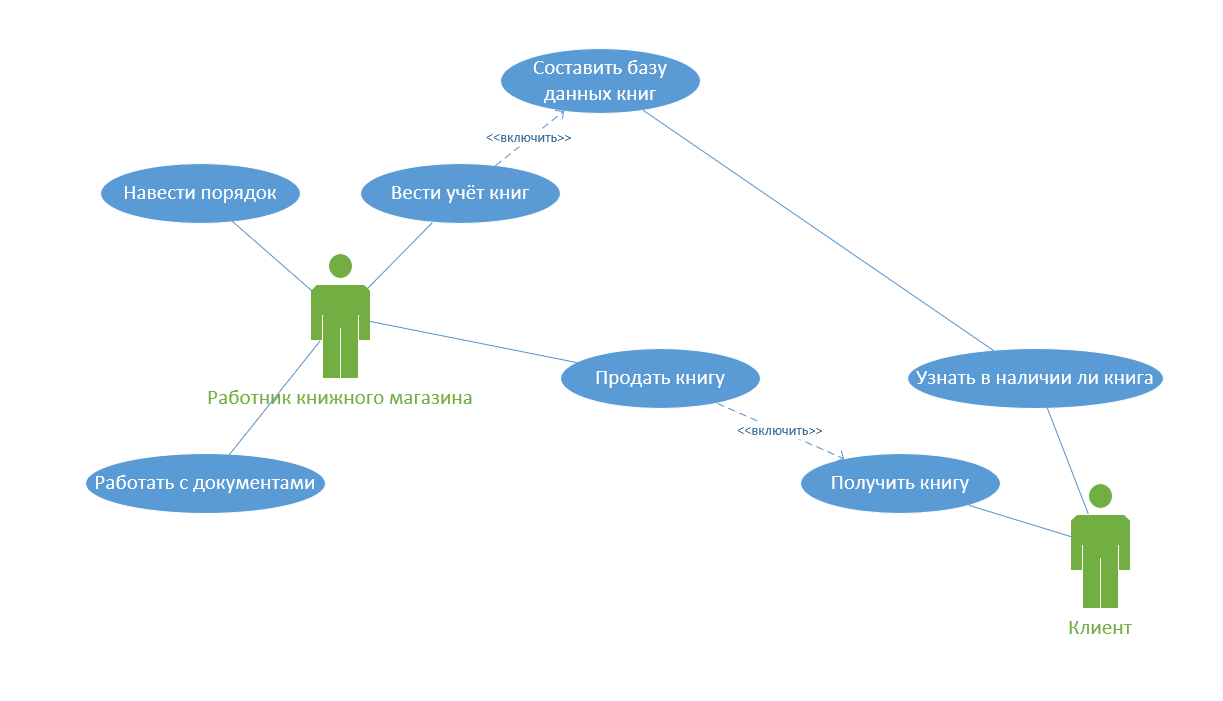 Составить базу
данных книг
<<включить>>
Навести порядок
Вести учёт книг
Продать книгу
Узнать в наличии ли книга
Работник книжного магазина
<<включить>>
Работать с документами
Получить книгу
Клиент